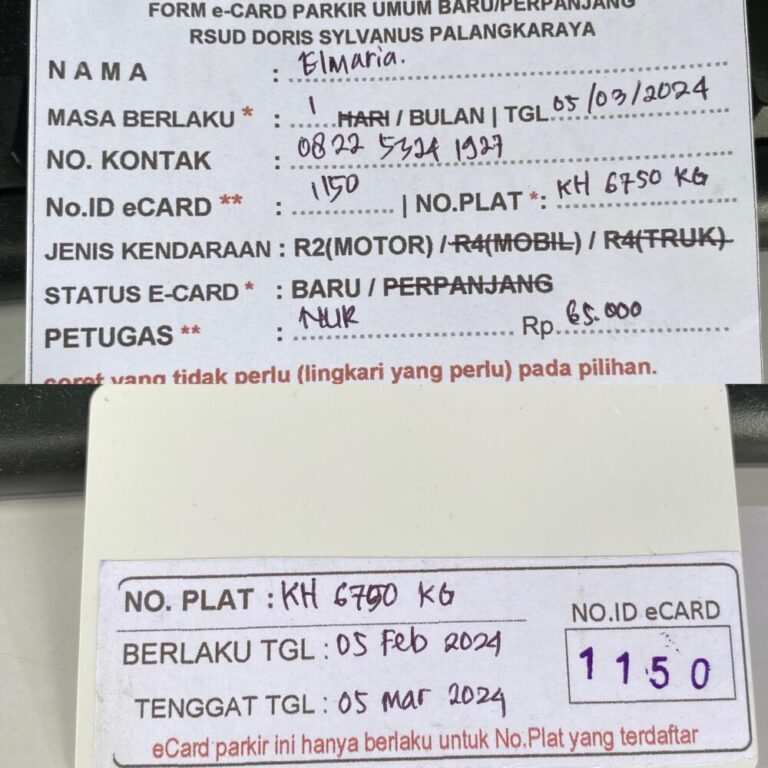 FORM e-CARD PARKIR UMUM BARU/PERPANJANG
RSUD DORIS SYLVANUS PALANGKARAYA
NAMA : Elmaria.
MASA BERLAKU * : 1 HARI / BULAN | TGL 05/03/2024
NO. KONTAK : 0822 5324 1927
No.ID eCARD ** : 1150 | NO.PLAT *: KH 6750 KG
JENIS KENDARAAN : R2(MOTOR) / R4(MOBIL) / R4(TRUK)
STATUS E-CARD * : BARU / PERPANJANG
PETUGAS ** : NUR Rp. 65.000
coret yang tidak perlu (lingkari yang perlu) pada pilihan.
NO. PLAT : KH 6750 KG
BERLAKU TGL : 05 Feb 2024
TENGGAT TGL : 05 Mar 2024
NO.ID eCARD
1150
eCard parkir ini hanya berlaku untuk No.Plat yang terdaftar